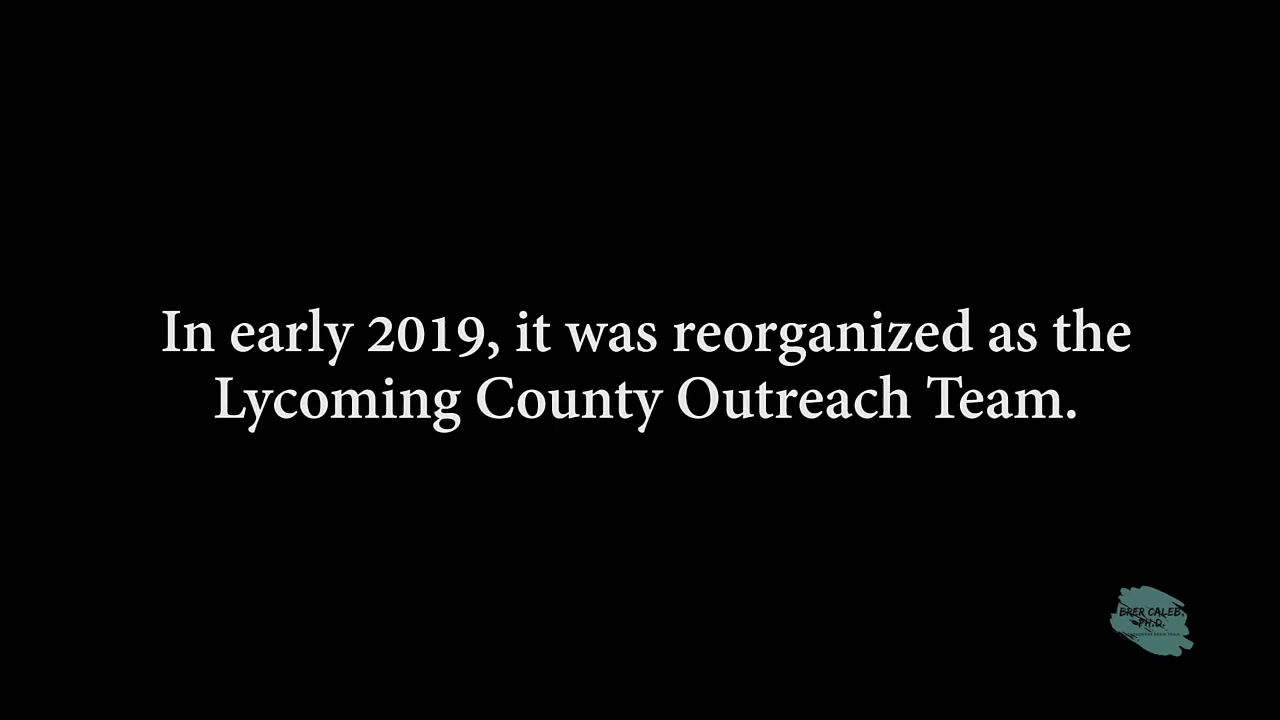 In early 2019, it was reorganized as the
Lycoming County Outreach Team.
BRER CALEB,
PH.D.